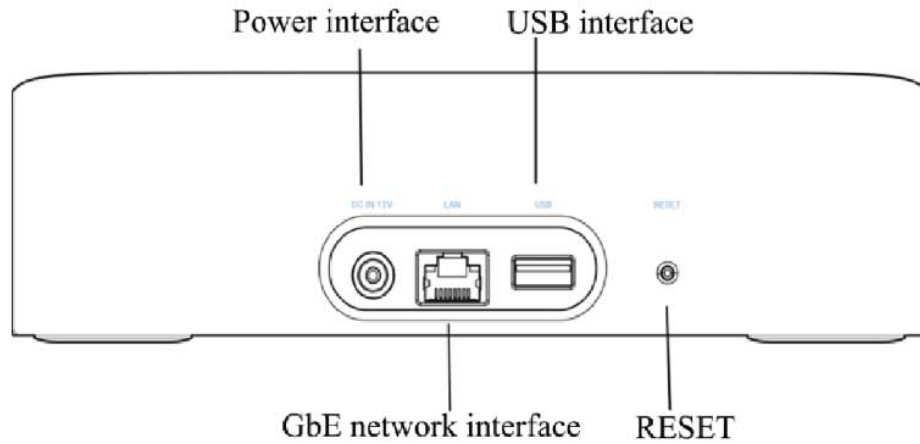 Power interface
USB interface
DC IN 12V
LAN
USB
RESET
GbE network interface
RESET